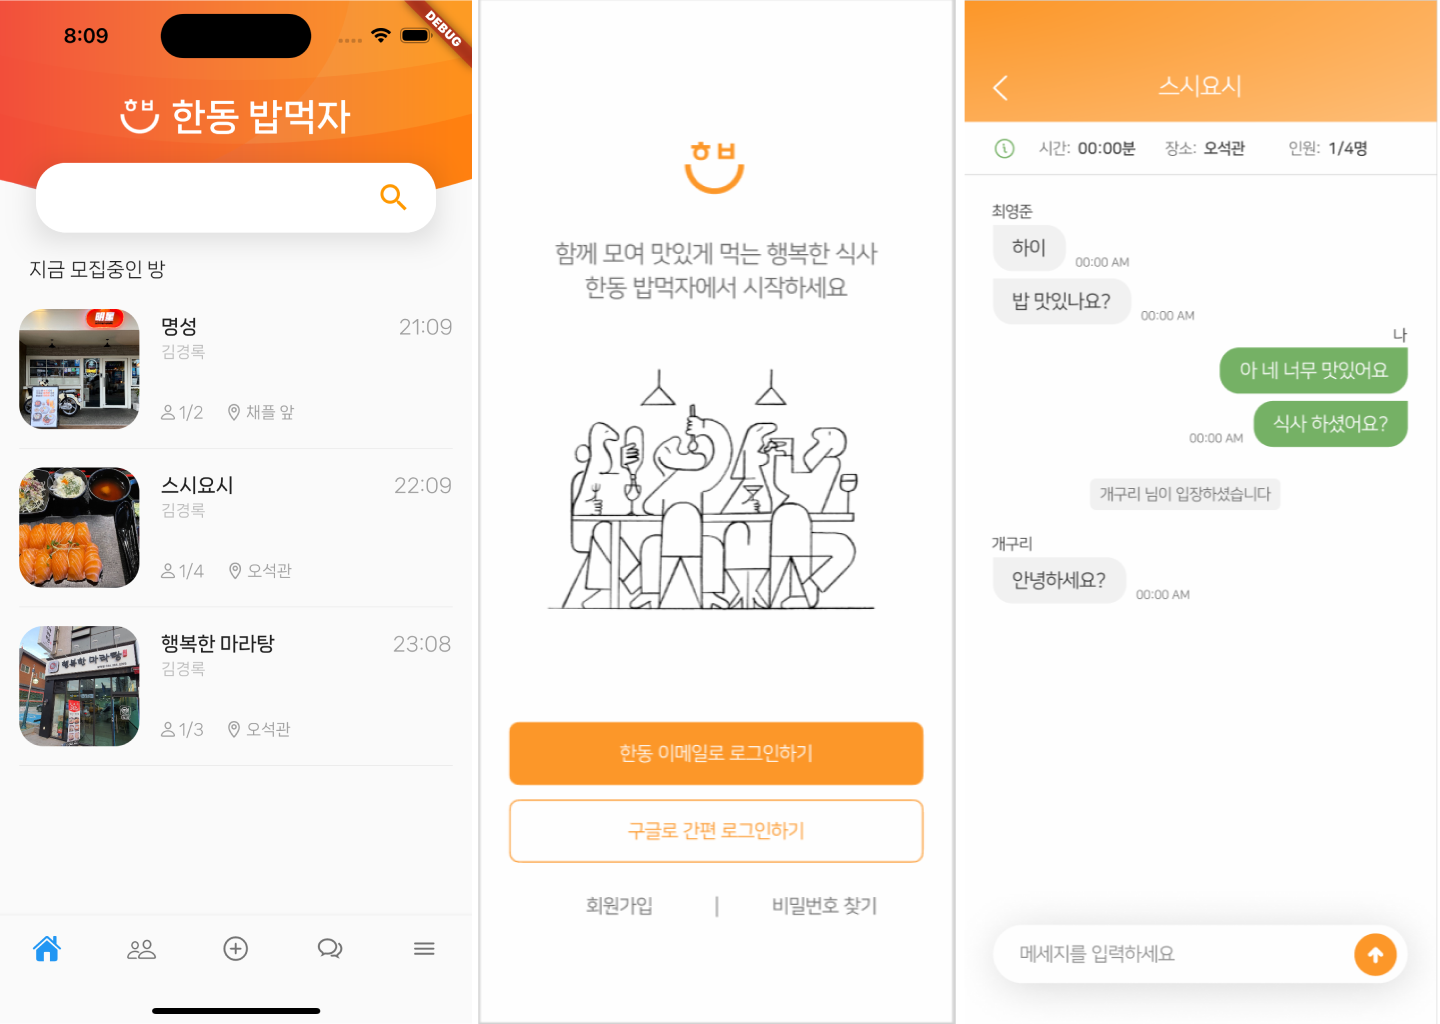 8:09
DEBUG
ㅎㅂ 한동 밥먹자
지금 모집중인 방
명성
21:09
김경록
1/2
채플 앞
스시요시
22:09
김경록
1/4
오석관
행복한 마라탕
행복한 마라탕
23:08
김경록
1/3
오석관
ㅎㅂ
함께 모여 맛있게 먹는 행복한 식사
한동 밥먹자에서 시작하세요
한동 이메일로 로그인하기
구글로 간편 로그인하기
회원가입 | 비밀번호 찾기
스시요시
시간: 00:00분 장소: 오석관 인원: 1/4명
최영준
하이
00:00 AM
밥 맛있나요?
00:00 AM
나
아 네 너무 맛있어요
식사 하셨어요?
00:00 AM
개구리 님이 입장하셨습니다
개구리
안녕하세요?
00:00 AM
메세지를 입력하세요